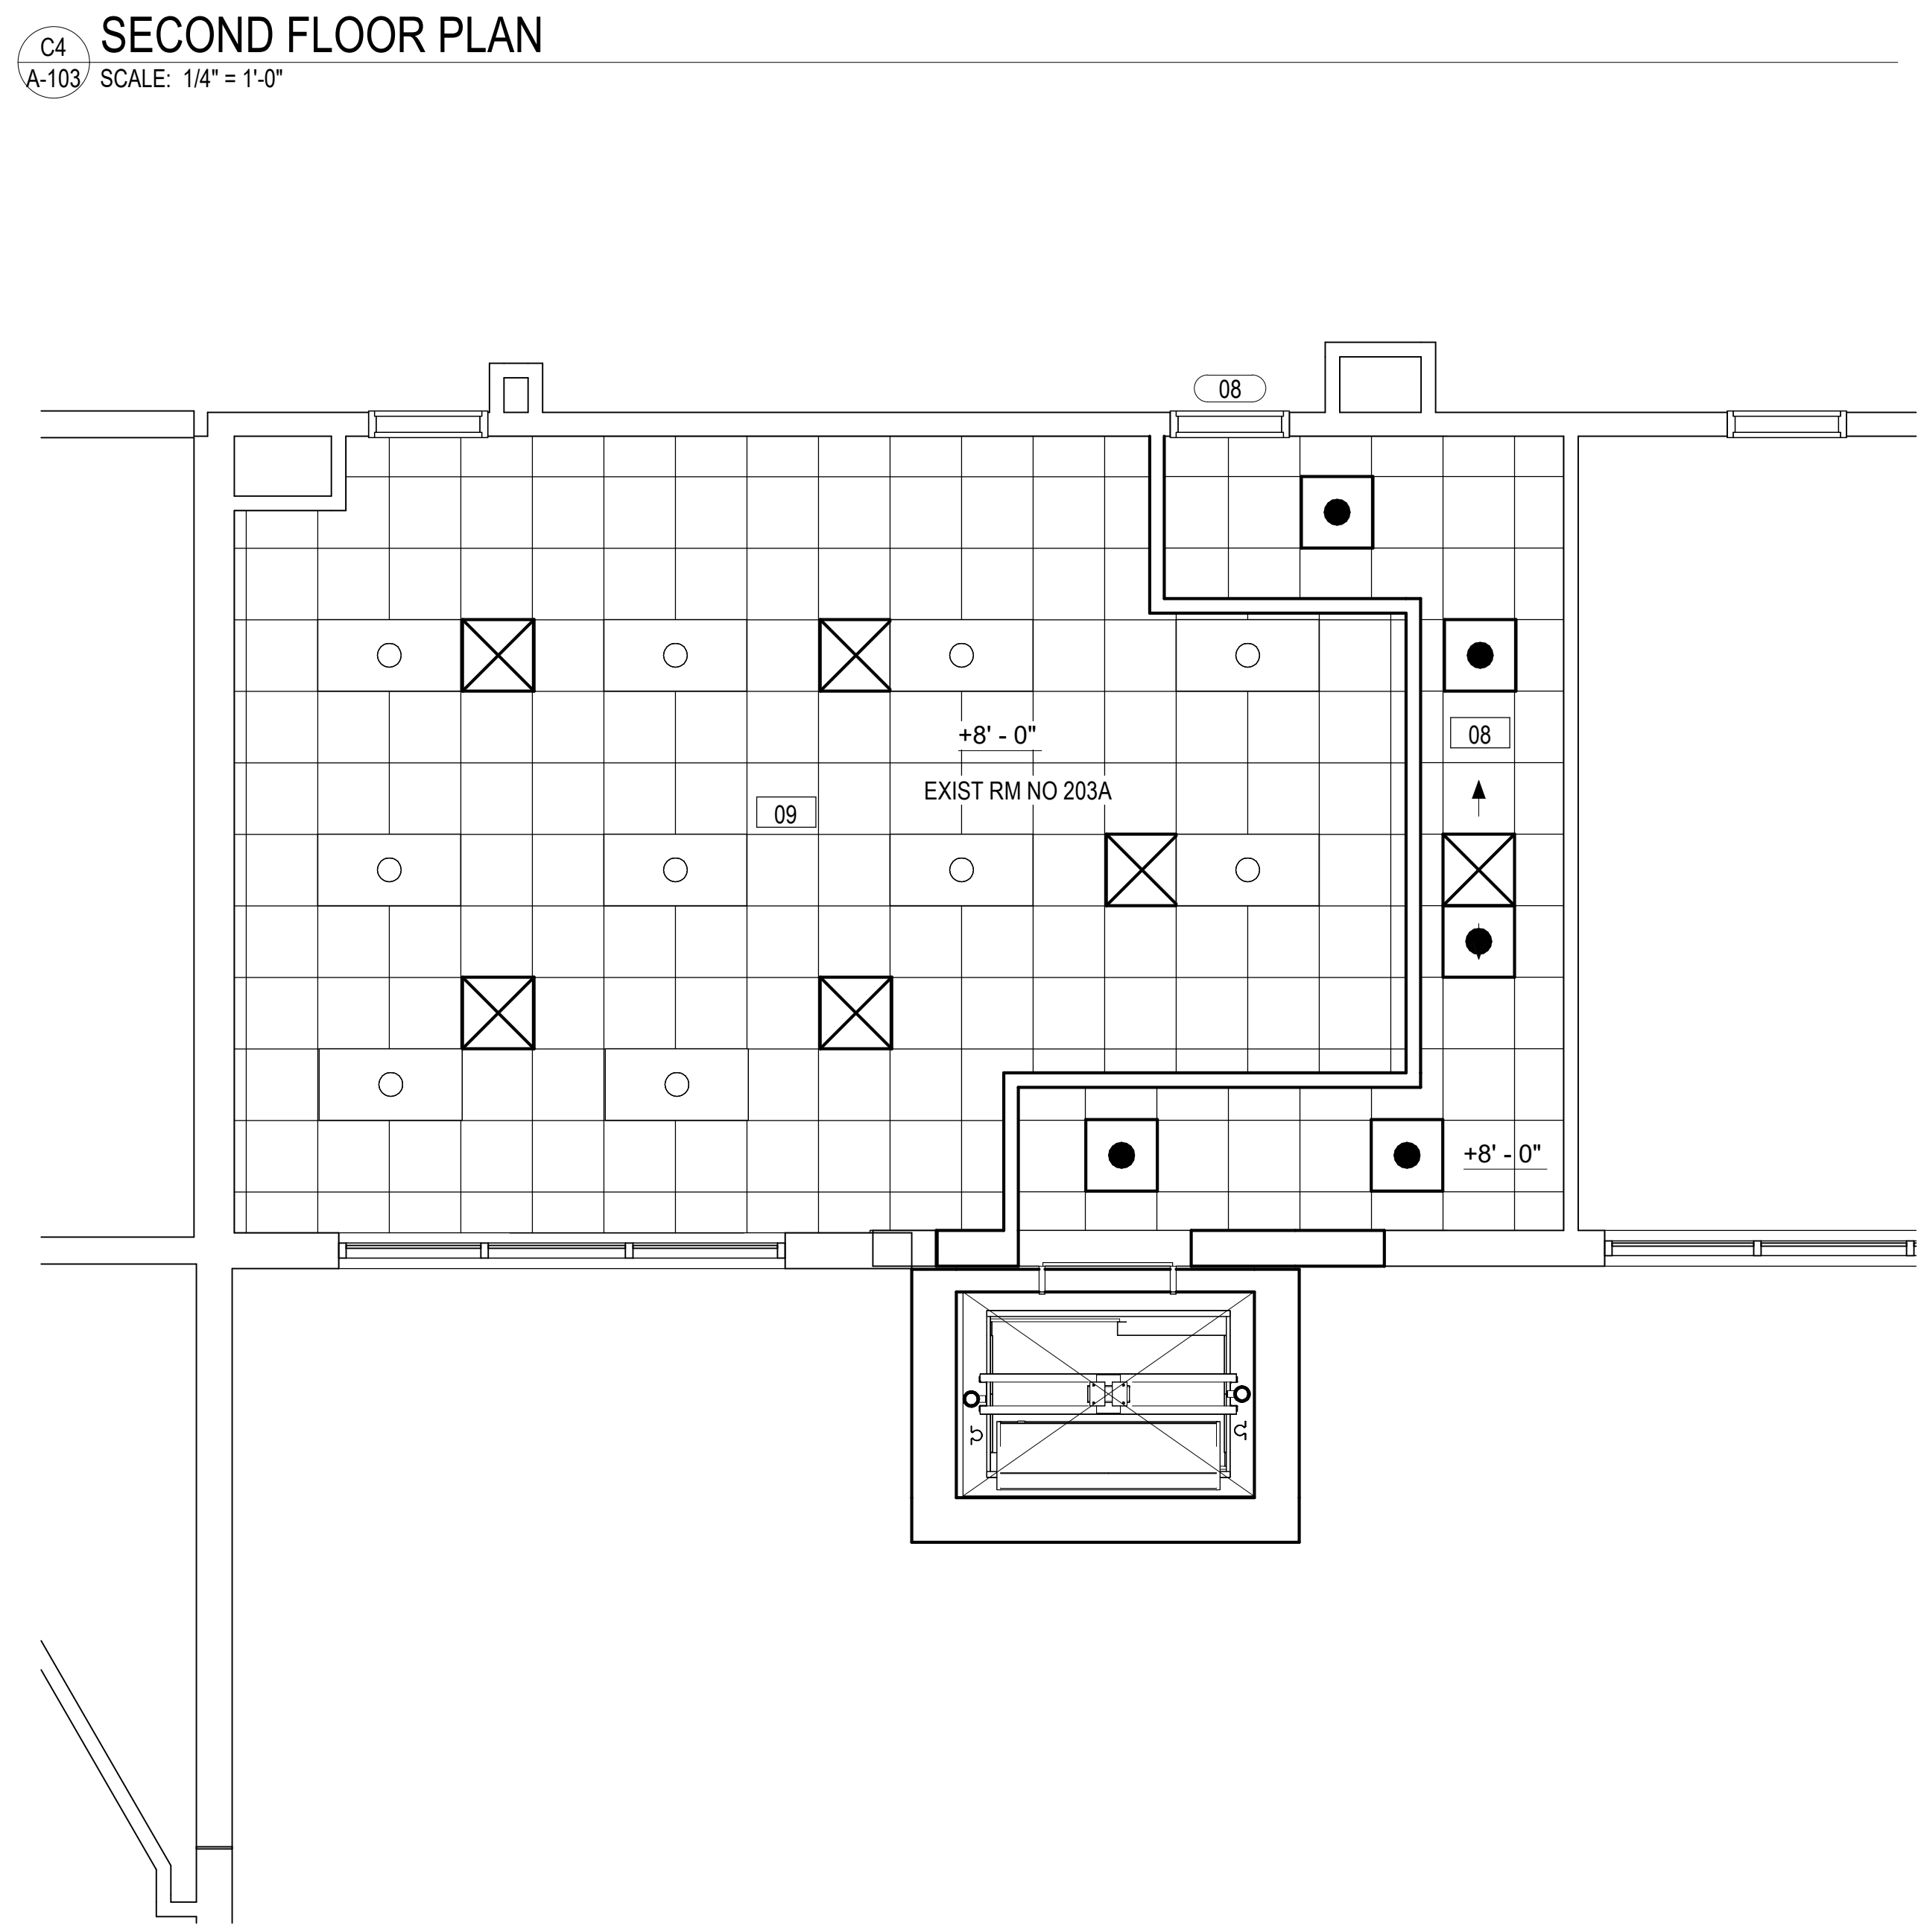 C4
SECOND FLOOR PLAN
A-103
SCALE: 1/4" = 1'-0"
08
+8' - 0"
08
EXIST RM NO 203A
09
+8' - 0"